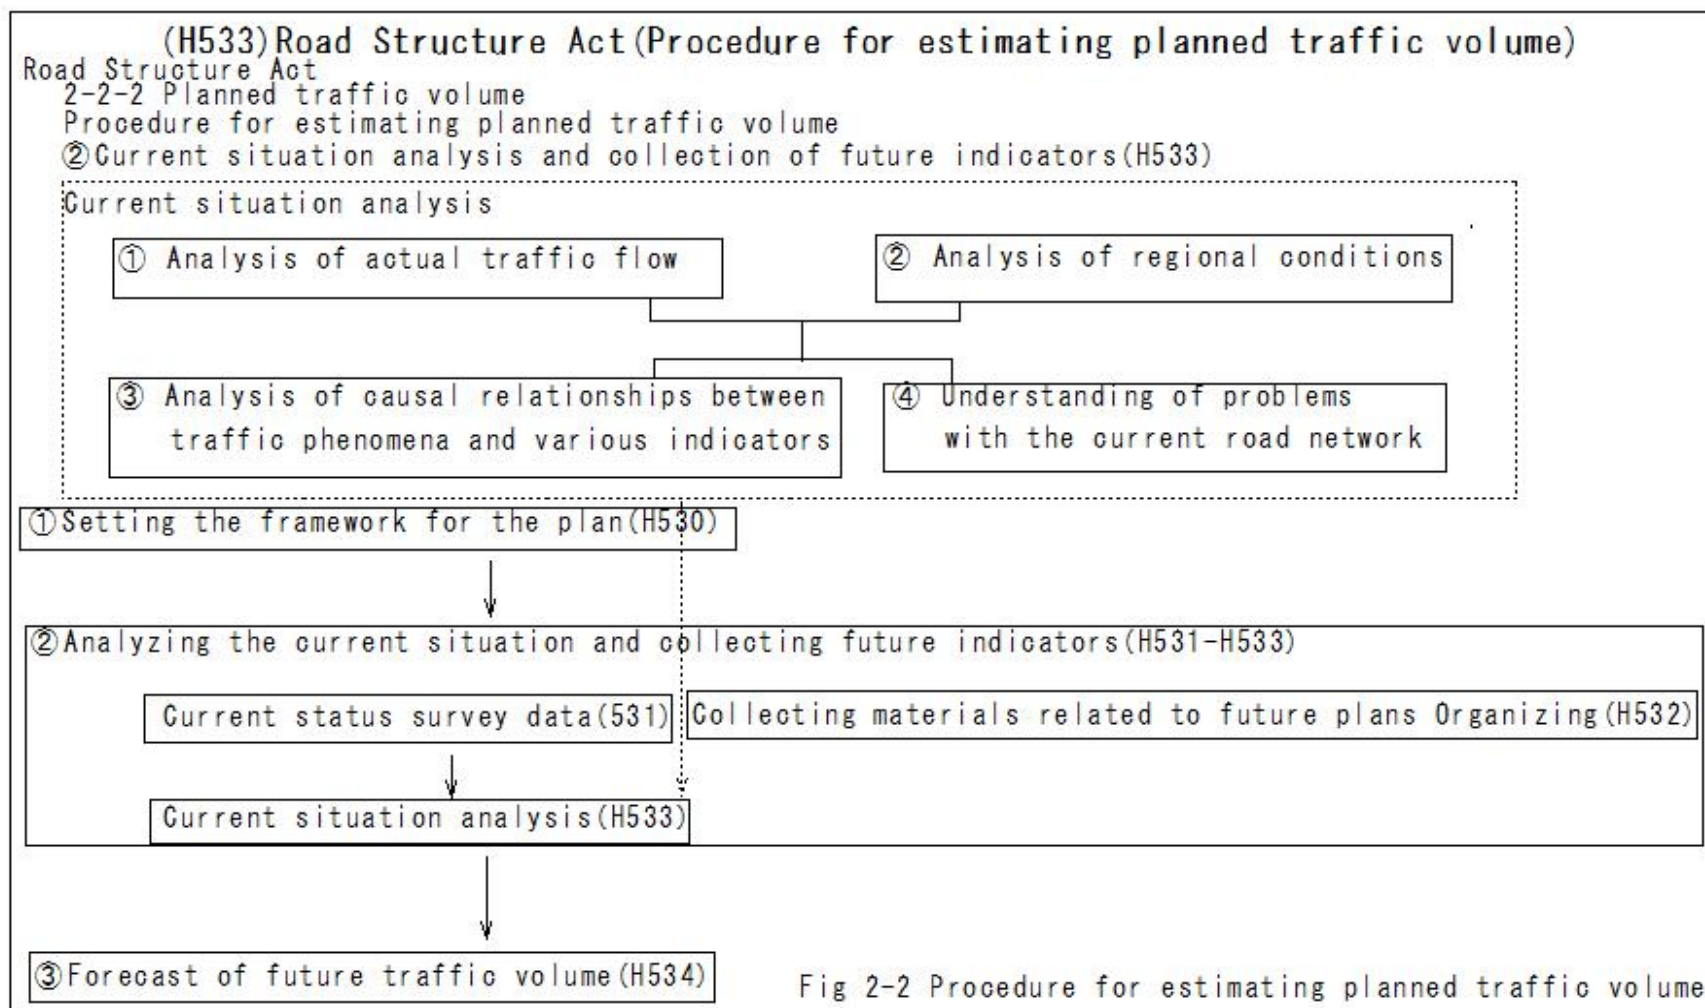 (H533)Road Structure Act(Procedure for estimating planned traffic volume)
Road Structure Act
2-2-2 Planned traffic volume
Procedure for estimating planned traffic volume
②Current situation analysis and collection of future indicators(H533)
Current situation analysis
① Analysis of actual traffic flow
② Analysis of regional conditions
③ Analysis of causal relationships between
traffic phenomena and various indicators
④ Understanding of problems
with the current road network
①Setting the framework for the plan(H530)
②Analyzing the current situation and collecting future indicators(H531-H533)
Current status survey data(531)
Collecting materials related to future plans Organizing(H532)
Current situation analysis(H533)
③Forecast of future traffic volume(H534)
Fig 2-2 Procedure for estimating planned traffic volume